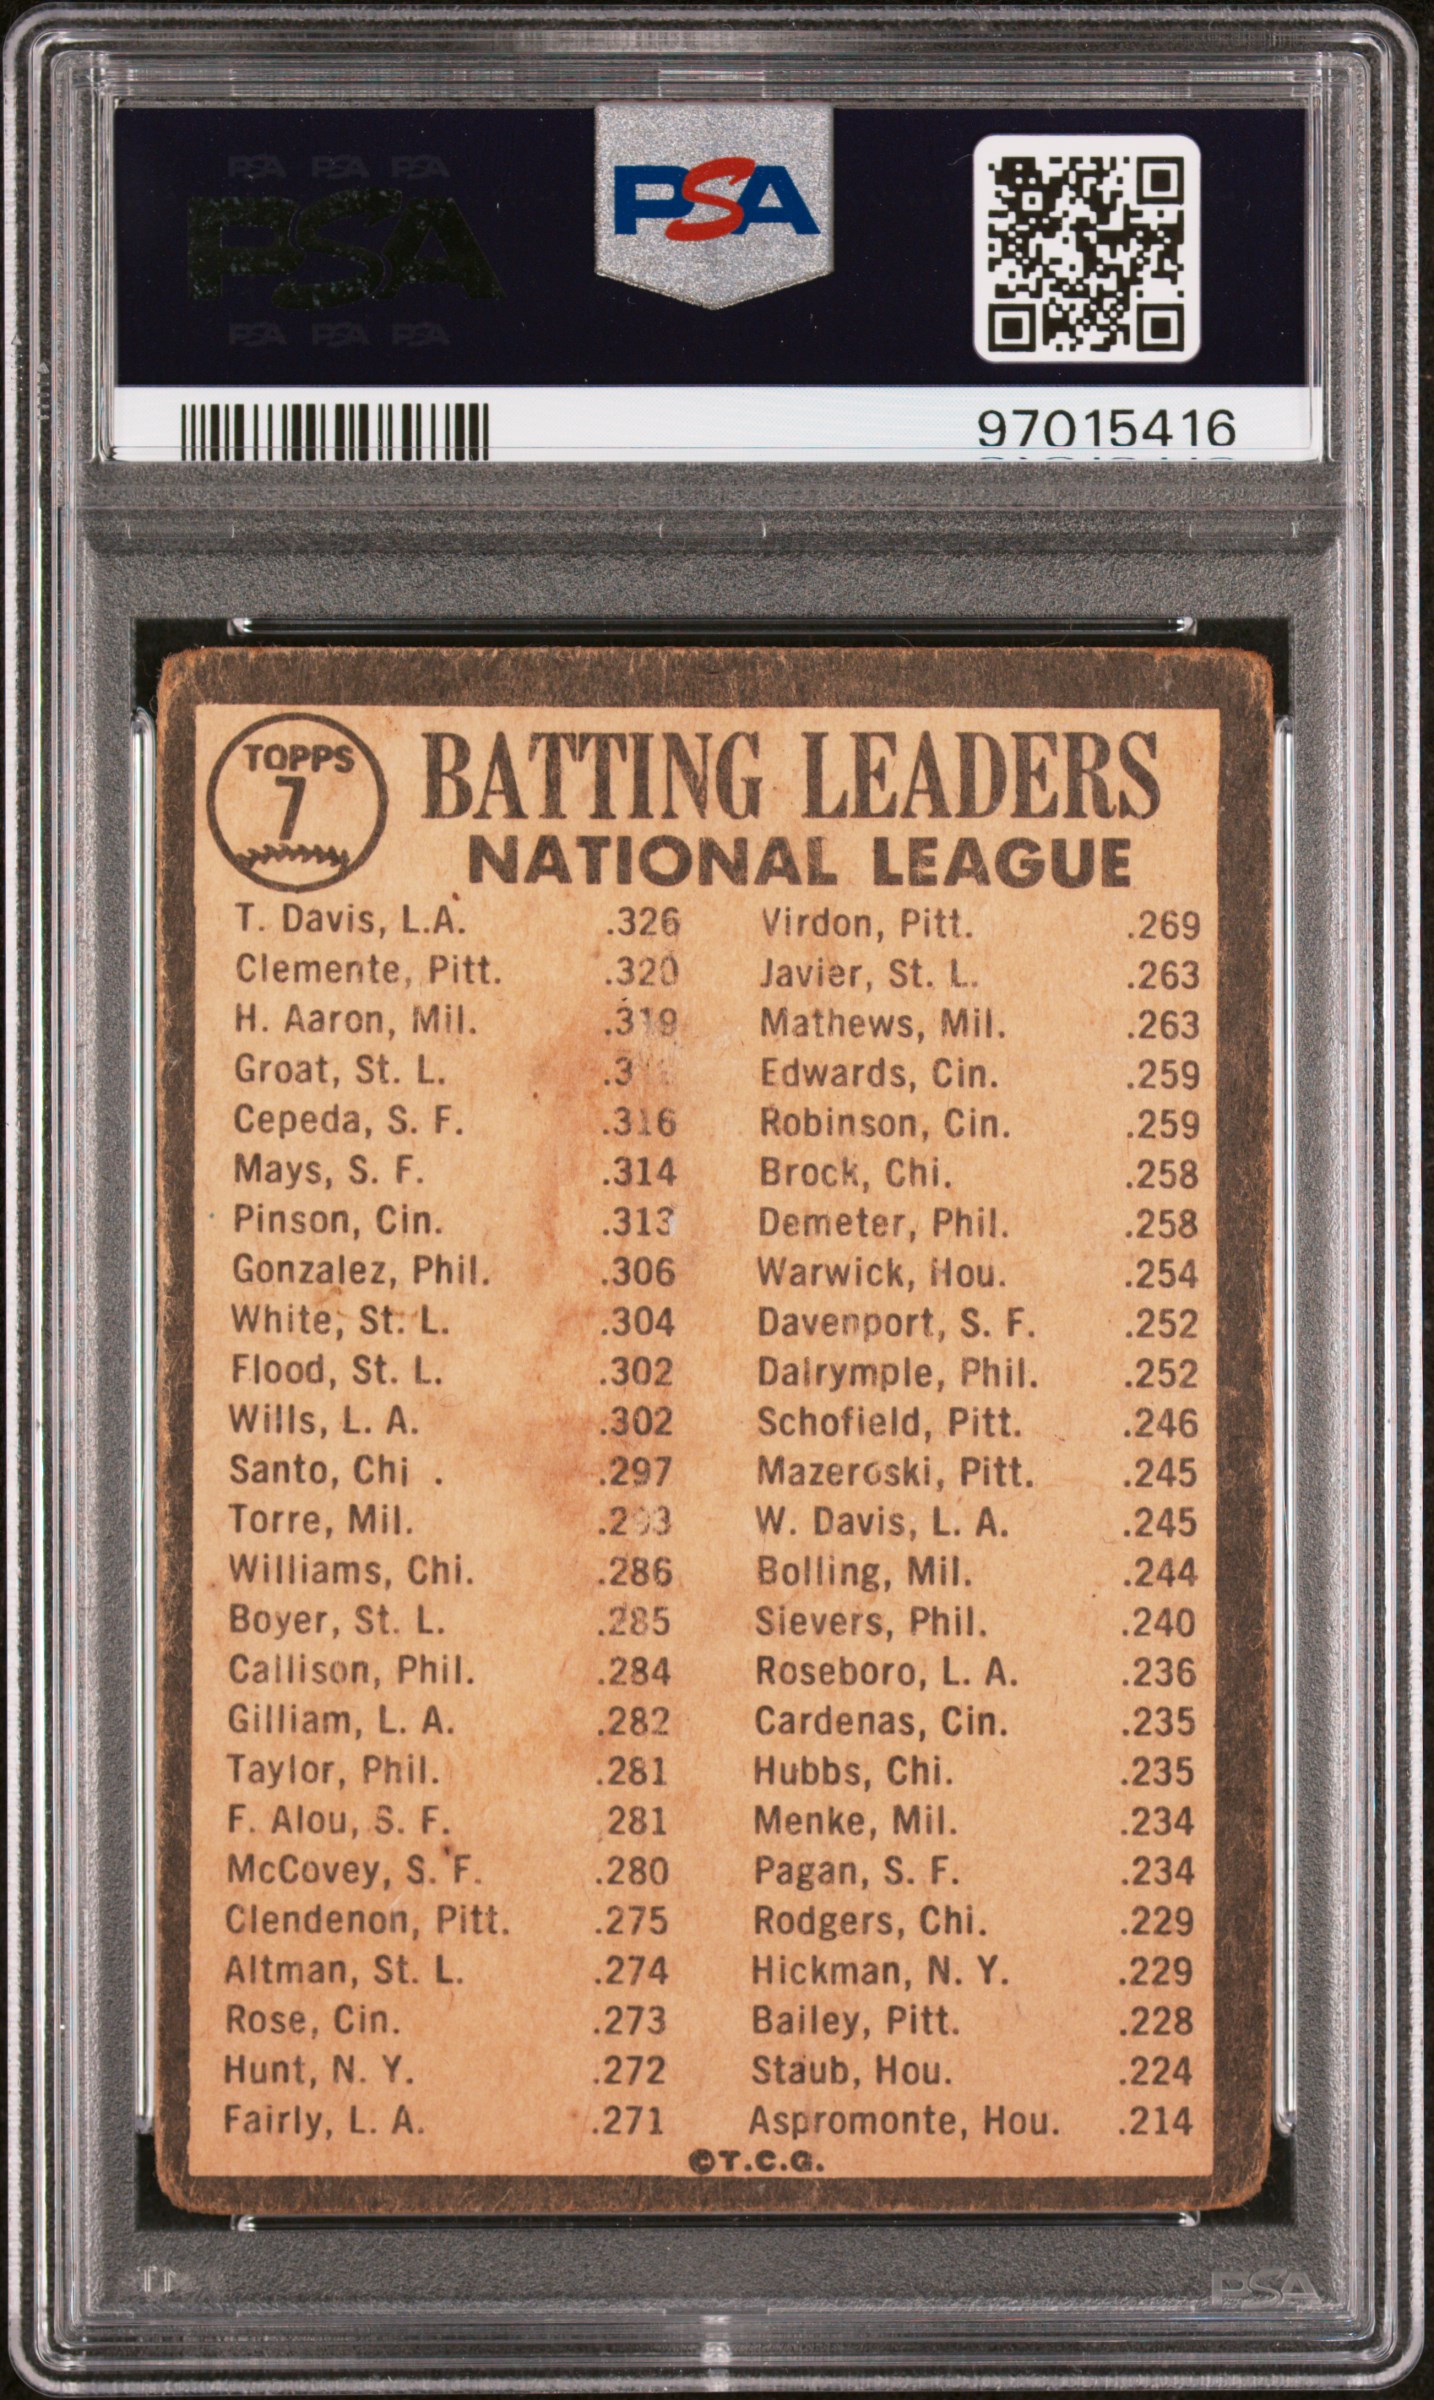 PSA PSA PSA
PSA
PSA PSA PSA
PSA
97015416
TOPPS
7
BATTING LEADERS
NATIONAL LEAGUE
T. Davis, L.A. .326 Virdon, Pitt. .269
Clemente, Pitt. .320 Javier, St. L. .263
H. Aaron, Mil. .319 Mathews, Mil. .263
Groat, St. L. Edwards, Cin. .259
Cepeda, S. F. .316 Robinson, Cin. .259
Mays, S. F. .314 Brock, Chi. .258
Pinson, Cin. .313 Demeter, Phil. .258
Gonzalez, Phil. .306 Warwick, Hou. .254
White, St. L. .304 Davenport, S. F. .252
Flood, St. L. .302 Dalrymple, Phil. .252
Wills, L. A. .302 Schofield, Pitt. .246
Santo, Chi . .297 Mazeroski, Pitt. .245
Torre, Mil. W. Davis, L. A. .245
Williams, Chi. .286 Bolling, Mil. .244
Boyer, St. L. .285 Sievers, Phil. .240
Callison, Phil. .284 Roseboro, L. A. .236
Gilliam, L. A. .282 Cardenas, Cin. .235
Taylor, Phil. .281 Hubbs, Chi. .235
F. Alou, S. F. .281 Menke, Mil. .234
McCovey, S. F. .280 Pagan, S. F. .234
Clendenon, Pitt. .275 Rodgers, Chi. .229
Altman, St. L. .274 Hickman, N. Y. .229
Rose, Cin. .273 Bailey, Pitt. .228
Hunt, N. Y. .272 Staub, Hou. .224
Fairly, L. A. .271 Aspromonte, Hou. .214
©T.C.G.
PSA